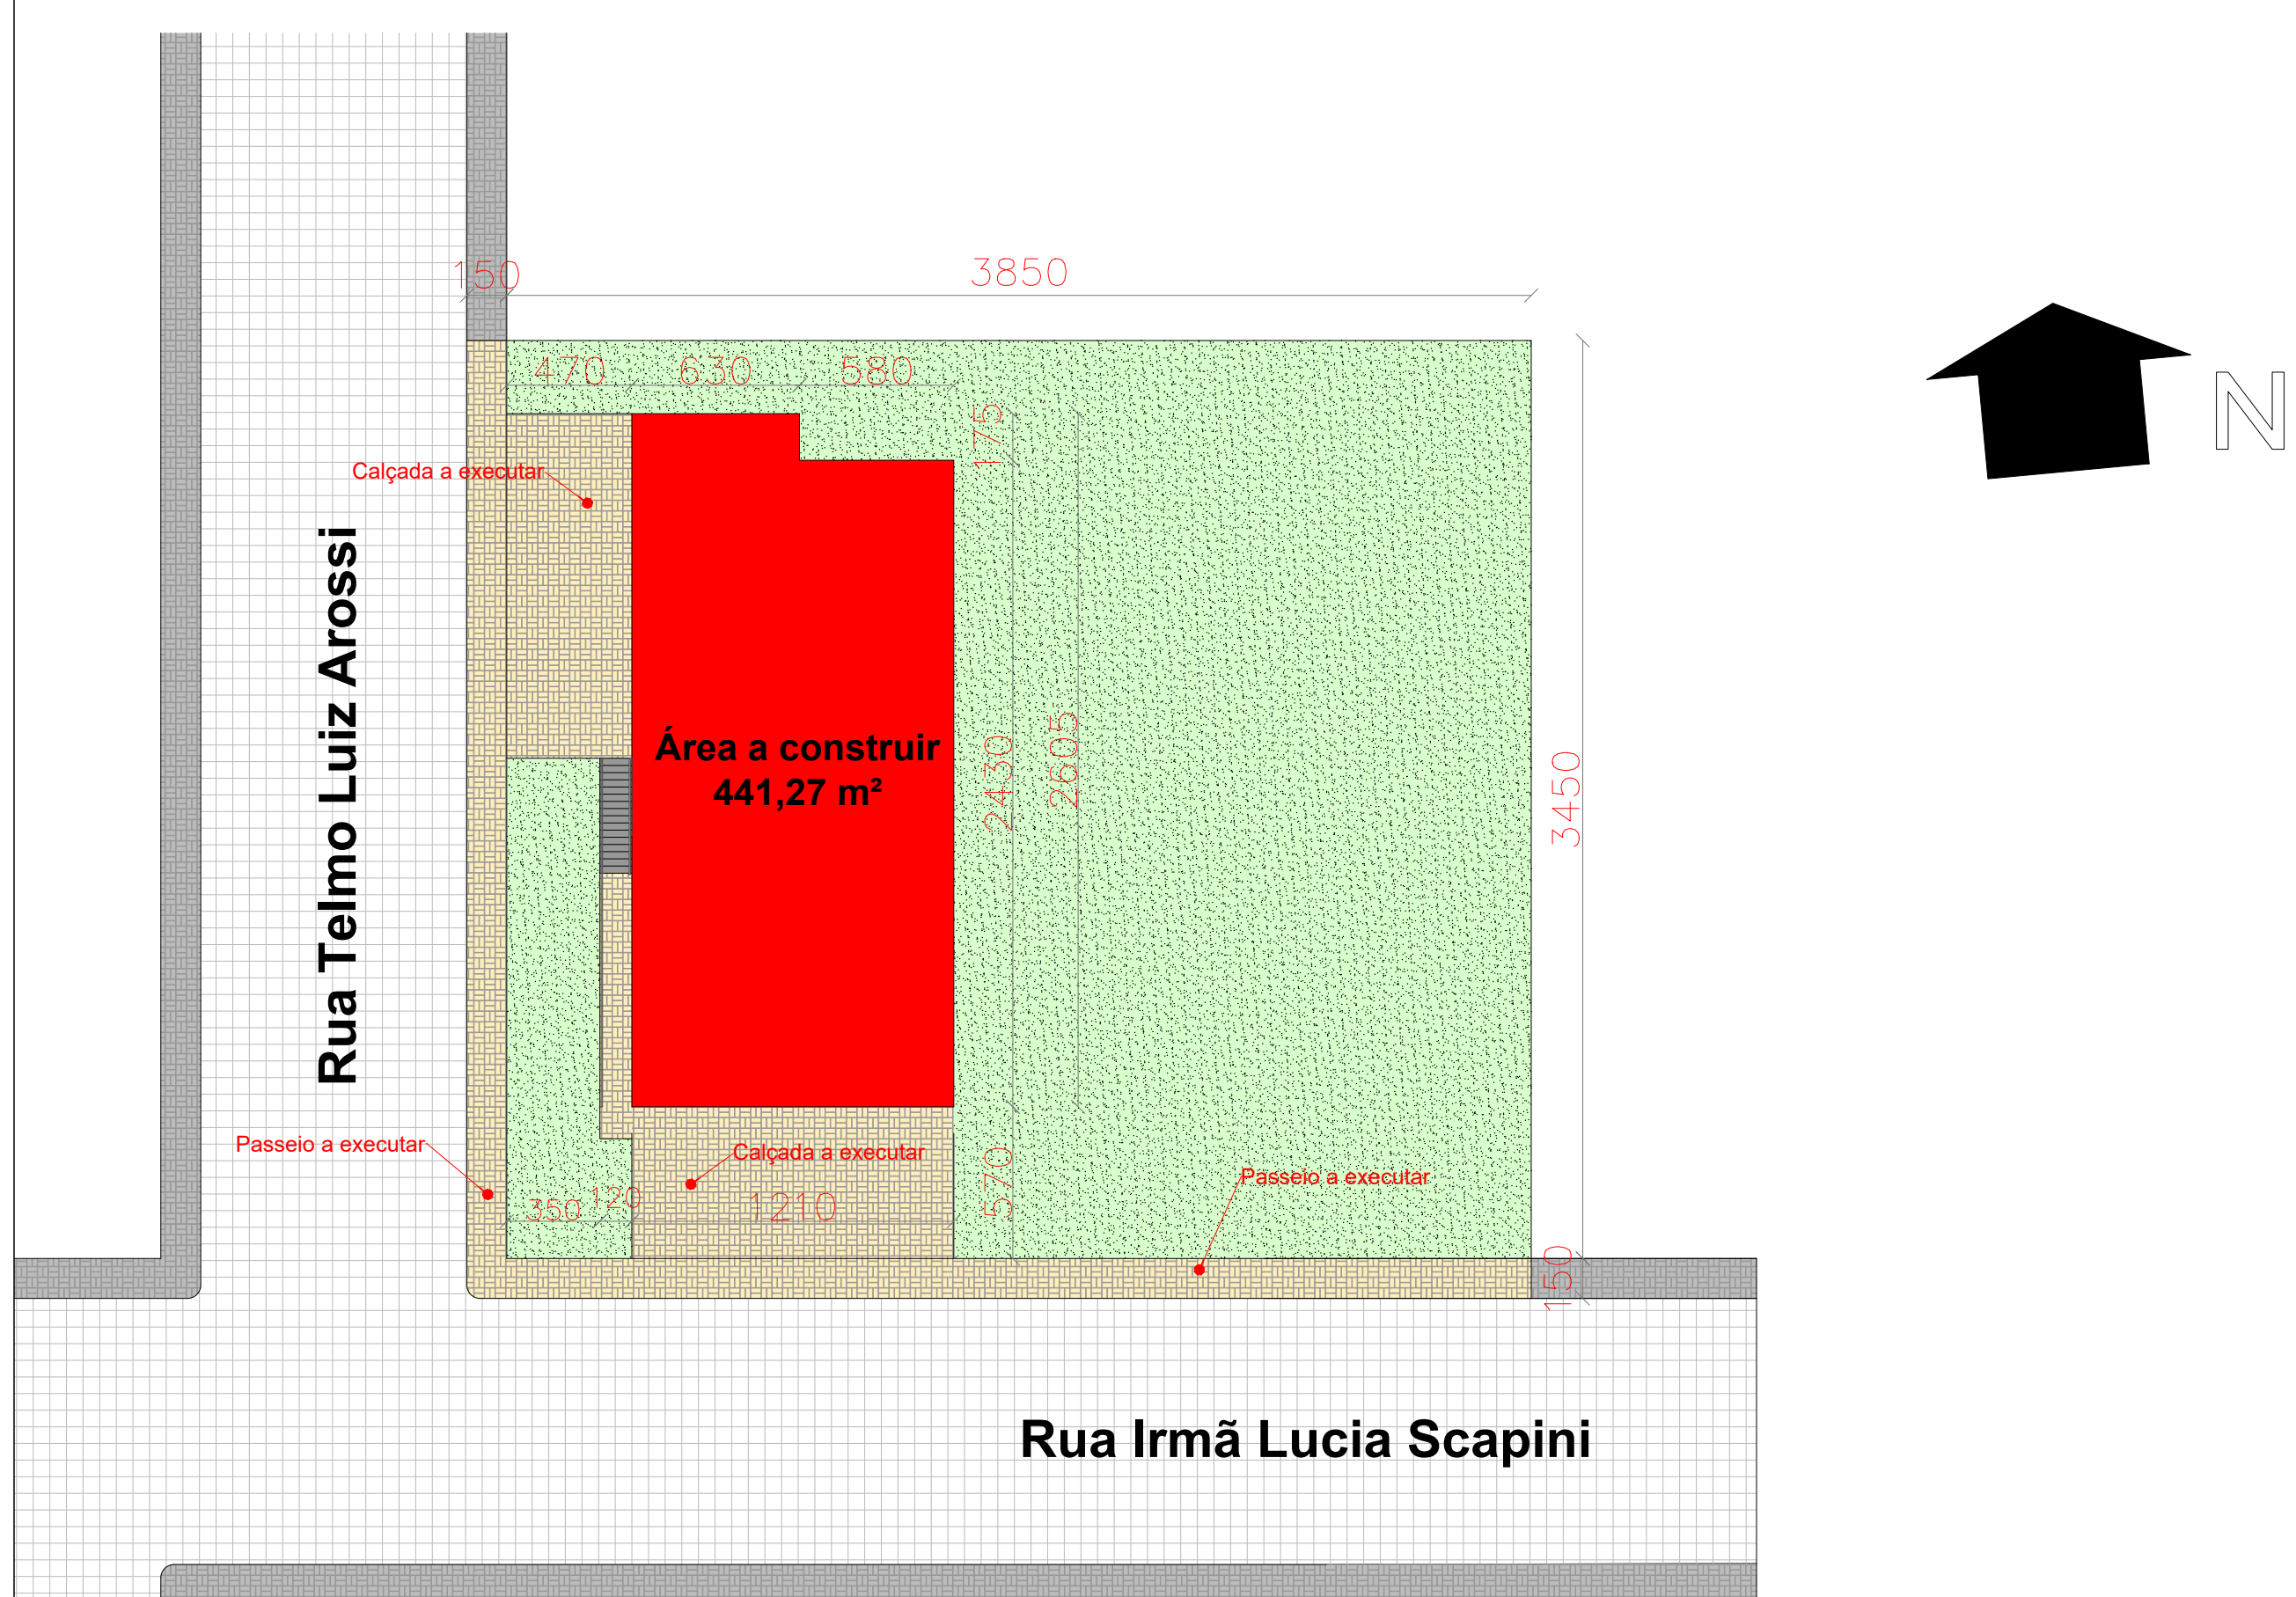 150
3850
470
630
580
N
175
Calçada a executar
Rua Telmo Luiz Arossi
Área a construir
441,27 m²
2430
2605
3450
Passeio a executar
Calçada a executar
Passeio a executar
350
120
1210
570
150
Rua Irmã Lucia Scapini